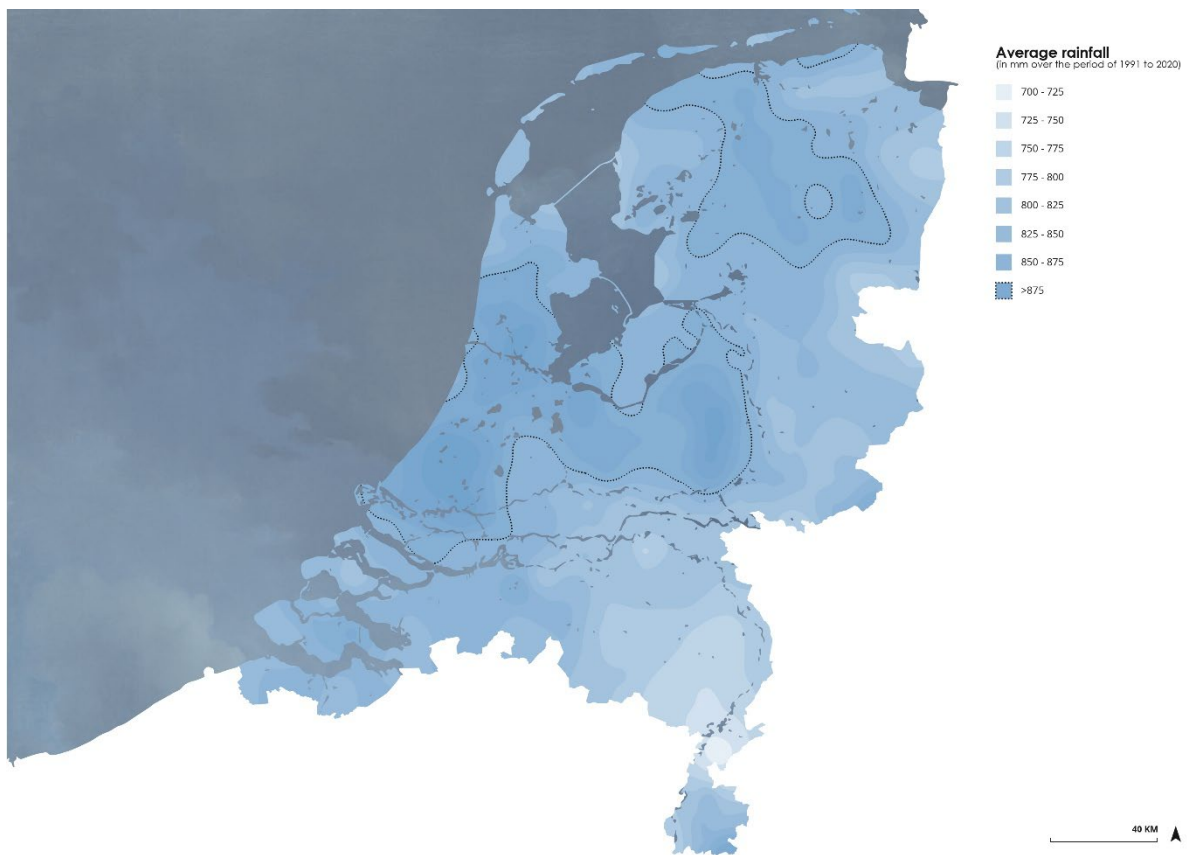 Average rainfall
(in mm over the period of 1991 to 2020)
700 - 725
725 - 750
750 - 775
775 - 800
800 - 825
825 - 850
850 - 875
>875
40 KM